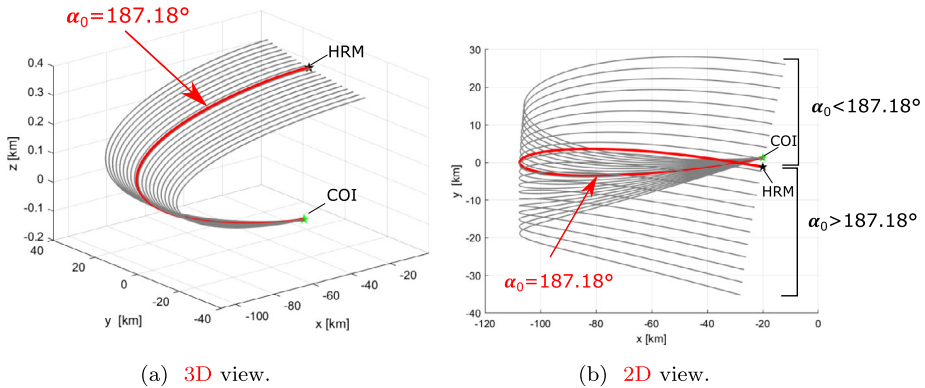 α₀=187.18°
HRM
COI
0.4
0.3
0.2
0.1
0
-0.1
-0.2
z [km]
40
20
0
-20
-40
y [km]
-100
-80
-60
-40
-20
x [km]
(a) 3D view.
30
20
10
0
-10
-20
-30
-40
y [km]
-120
-100
-80
-60
-40
-20
0
x [km]
α₀<187.18°
COI
HRM
α₀>187.18°
α₀=187.18°
(b) 2D view.